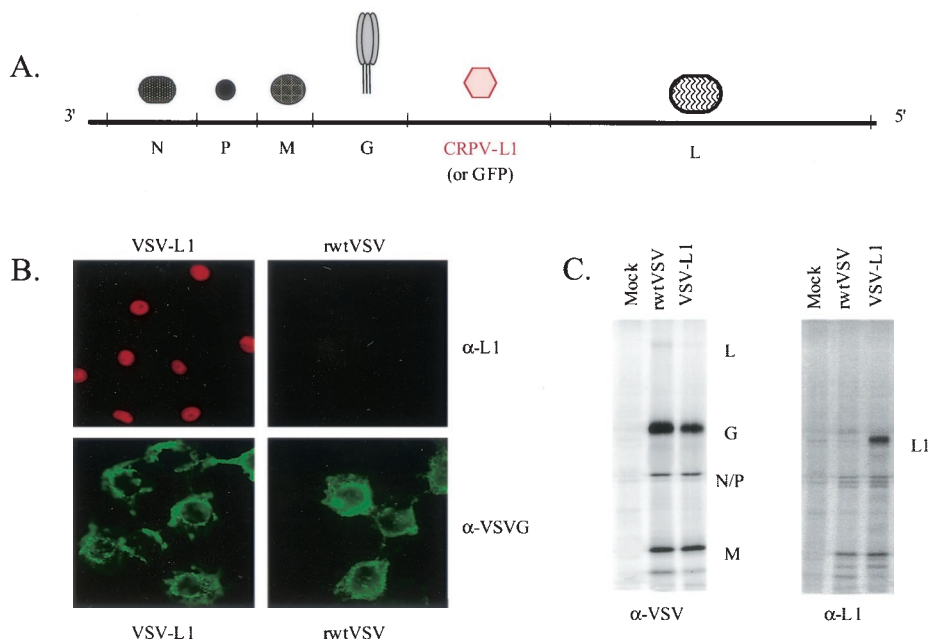 A.
3'
5'
N P M G CRPV-L1 L
(or GFP)
B.
VSV-L1 rwtVSV
α-L1
α-VSVG
VSV-L1 rwtVSV
C.
Mock rwtVSV VSV-L1
L
G
N/P
M
α-VSV
Mock rwtVSV VSV-L1
L1
α-L1